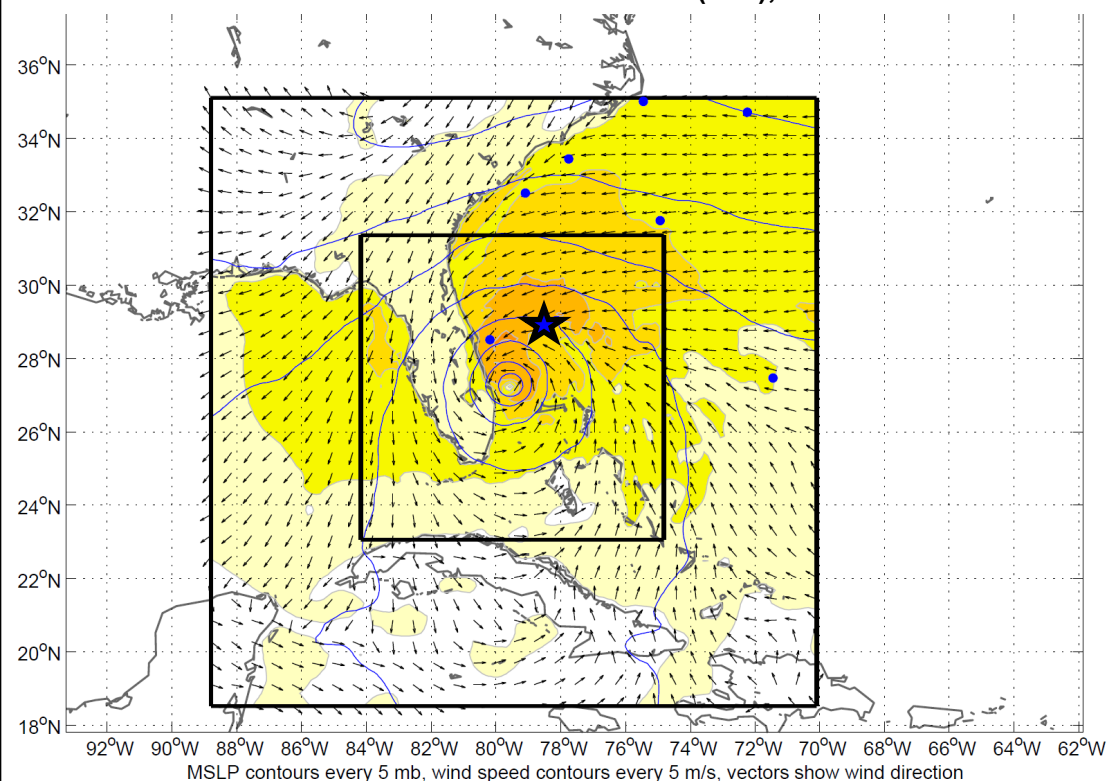 36°N
34°N
32°N
30°N
28°N
26°N
24°N
22°N
20°N
18°N
92°W 90°W 88°W 86°W 84°W 82°W 80°W 78°W 76°W 74°W 72°W 70°W 68°W 66°W 64°W 62°W
MSLP contours every 5 mb, wind speed contours every 5 m/s, vectors show wind direction